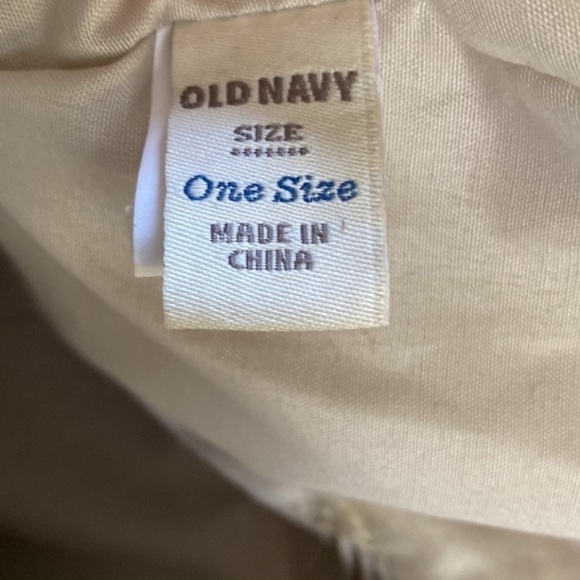 OLD NAVY
SIZE
One Size
MADE IN
CHINA